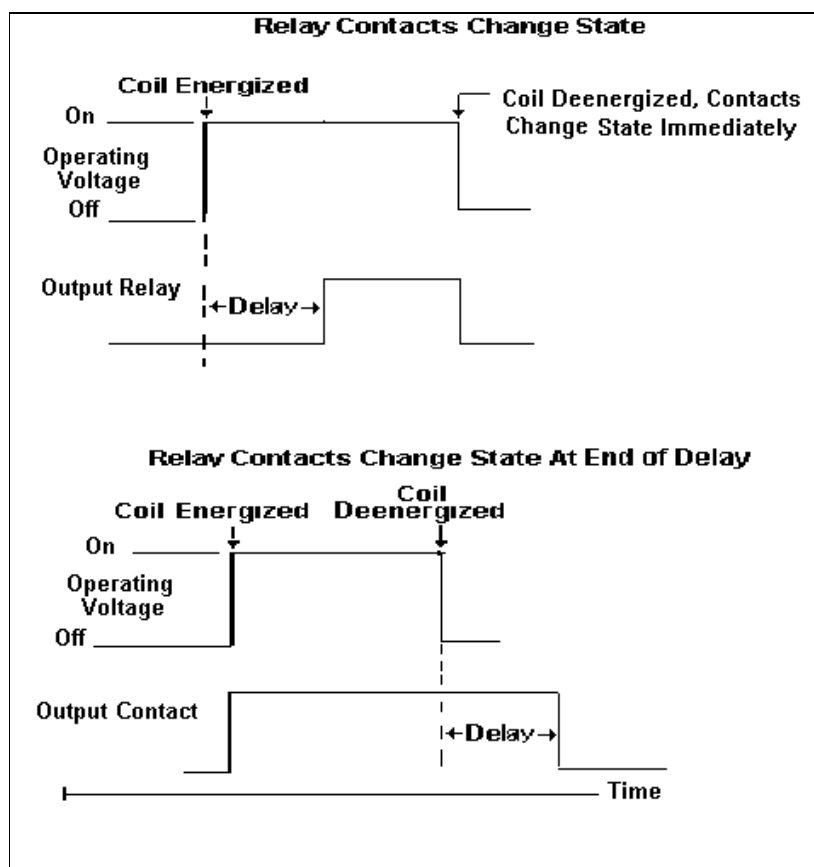 Relay Contacts Change State
Coil Energized
On
Coil Deenergized, Contacts
Change State Immediately
Operating
Voltage
Off
Output Relay
Delay
Relay Contacts Change State At End of Delay
Coil
Coil Energized Deenergized
On
Operating
Voltage
Off
Output Contact
Delay
Time